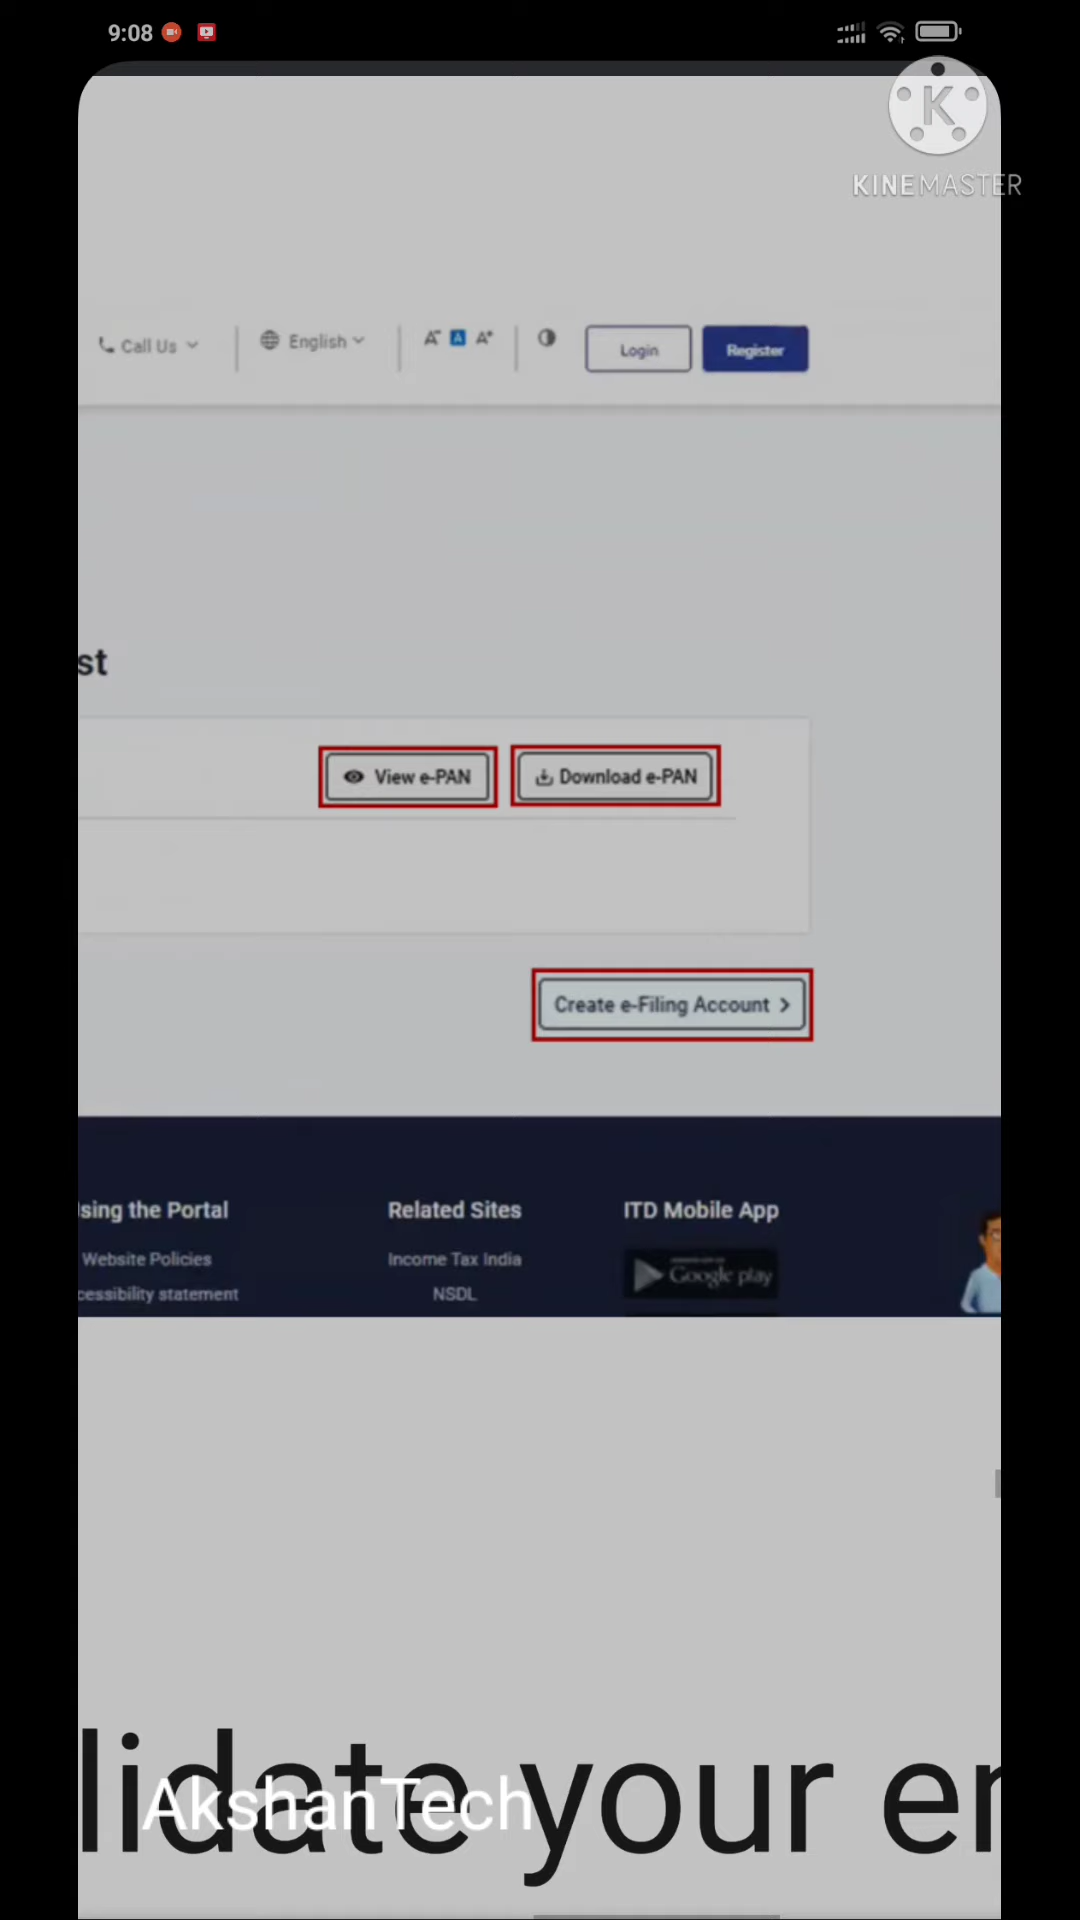 9:08
KINEMASTER
Call Us
English
A- A A+
Login
Register
st
View e-PAN
Download e-PAN
Create e-Filing Account
sing the Portal
Related Sites
ITD Mobile App
Website Policies
Income Tax India
Google play
cessibility statement
NSDL
lidate your er
AkshanTech